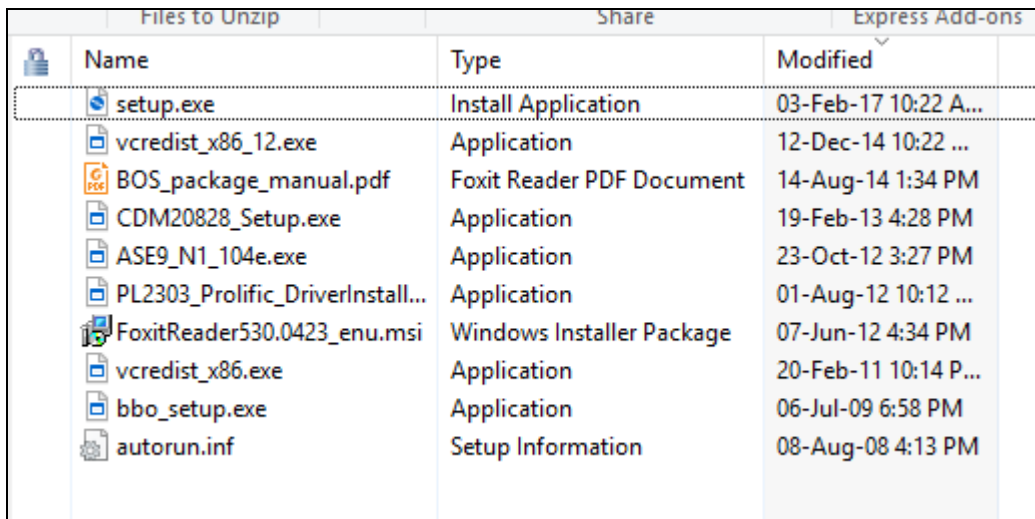 Files to Unzip Share Express Add-ons
Name Type Modified
setup.exe Install Application 03-Feb-17 10:22 A...
vcredist_x86_12.exe Application 12-Dec-14 10:22 ...
BOS_package_manual.pdf Foxit Reader PDF Document 14-Aug-14 1:34 PM
CDM20828_Setup.exe Application 19-Feb-13 4:28 PM
ASE9_N1_104e.exe Application 23-Oct-12 3:27 PM
PL2303_Prolific_DriverInstall... Application 01-Aug-12 10:12 ...
FoxitReader530.0423_enu.msi Windows Installer Package 07-Jun-12 4:34 PM
vcredist_x86.exe Application 20-Feb-11 10:14 P...
bbo_setup.exe Application 06-Jul-09 6:58 PM
autorun.inf Setup Information 08-Aug-08 4:13 PM